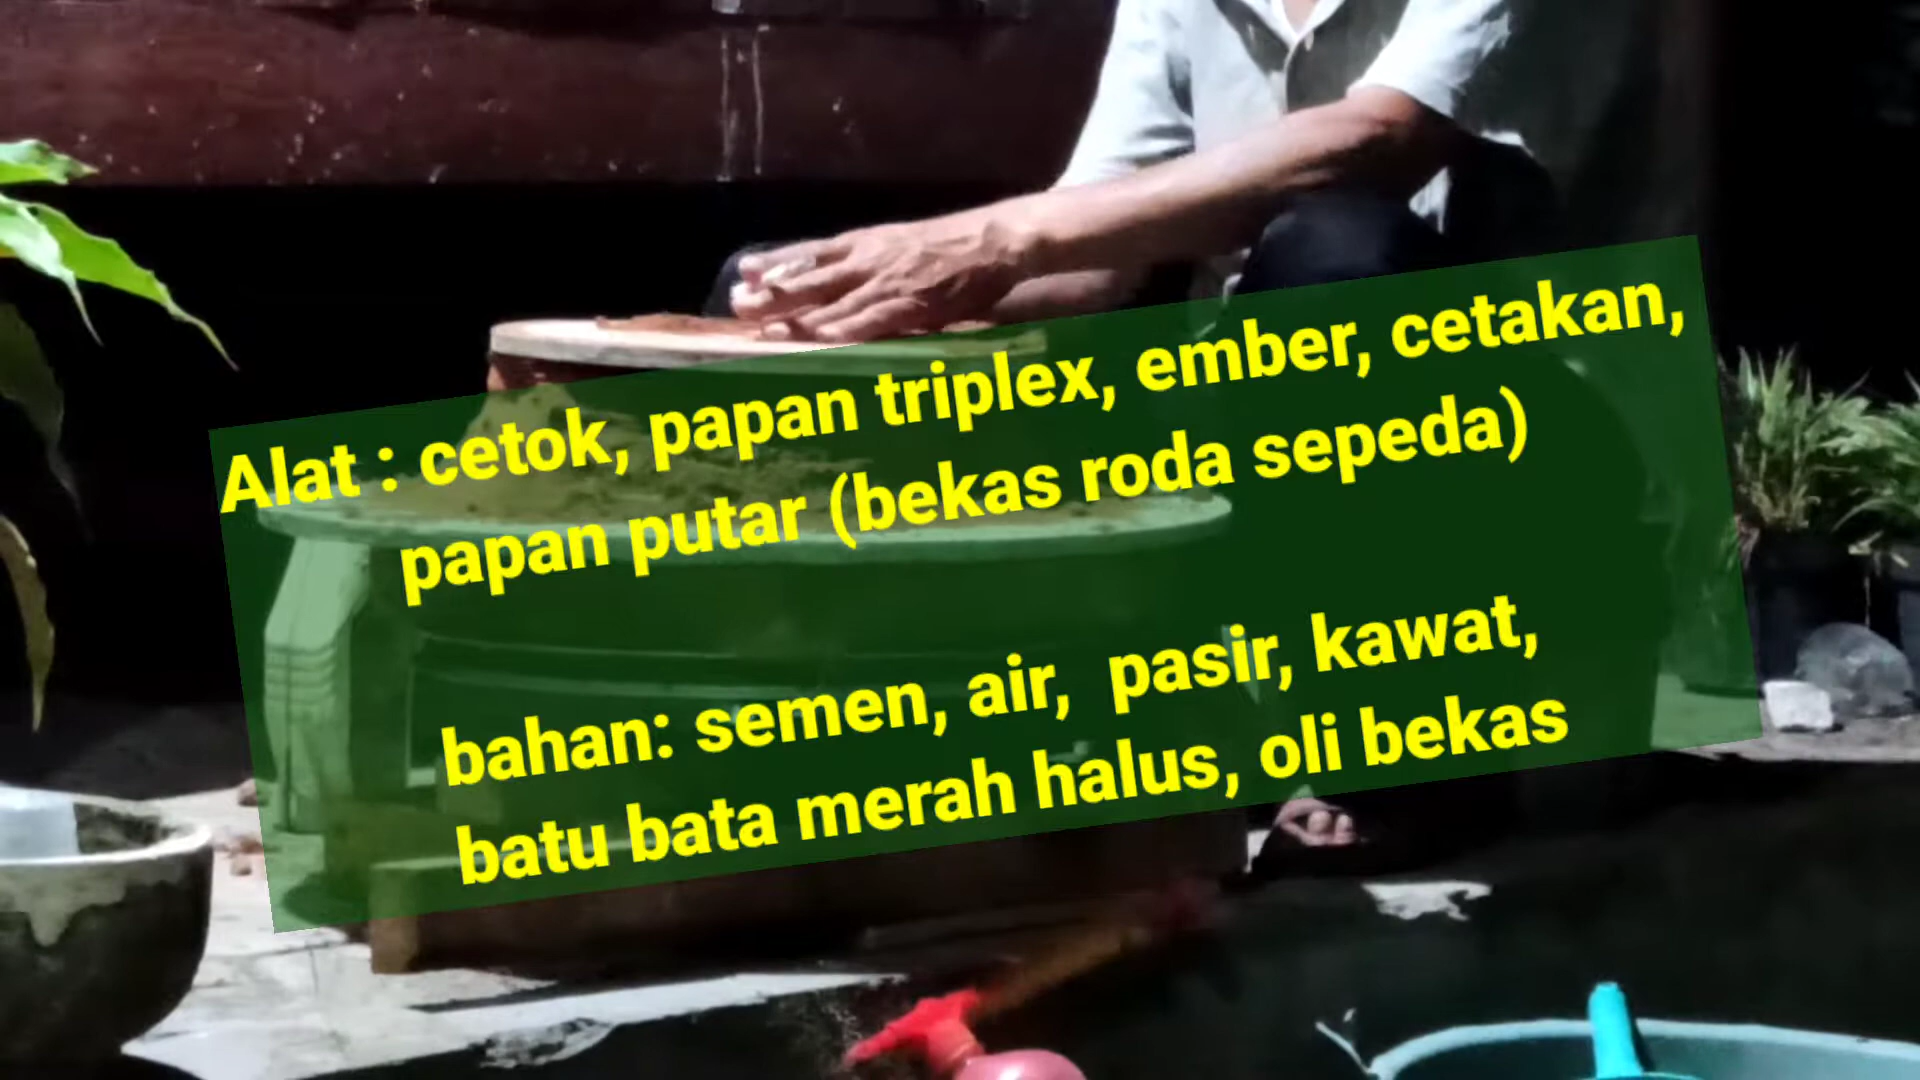 Alat : cetok, papan triplex, ember, cetakan,
papan putar (bekas roda sepeda)
bahan: semen, air, pasir, kawat,
batu bata merah halus, oli bekas